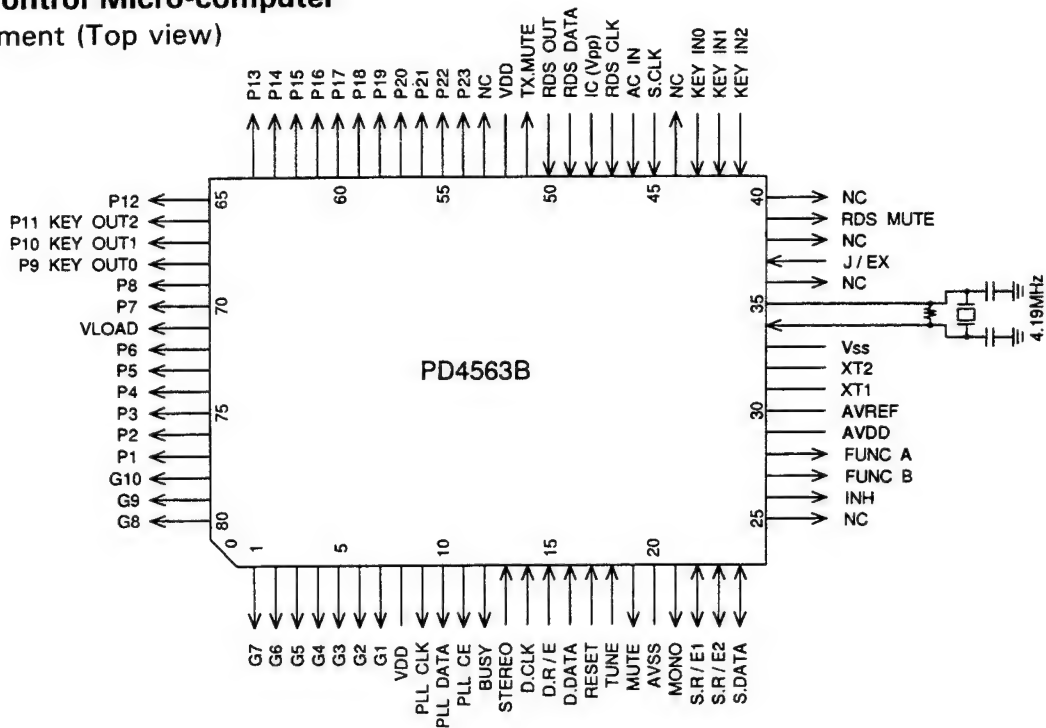 ontrol Micro-computer
ment (Top view)
P13
P14
P15
P16
P17
P18
P19
P20
P21
P22
P23
NC
VDD
TX.MUTE
RDS OUT
RDS DATA
IC (Vpp)
RDS CLK
AC IN
S.CLK
NC
KEY IN0
KEY IN1
KEY IN2
65
60
55
50
45
40
P12
P11 KEY OUT2
P10 KEY OUT1
P9 KEY OUT0
P8
P7
VLOAD
P6
P5
P4
P3
P2
P1
G10
G9
G8
70
75
80
PD4563B
NC
RDS MUTE
NC
J / EX
NC
35
4.19MHz
Vss
XT2
XT1
AVREF
AVDD
FUNC A
FUNC B
INH
NC
30
25
0
1
5
10
15
20
G7
G6
G5
G4
G3
G2
G1
VDD
PLL CLK
PLL DATA
PLL CE
BUSY
STEREO
D.CLK
D.R / E
D.DATA
RESET
TUNE
MUTE
AVSS
MONO
S.R / E1
S.R / E2
S.DATA